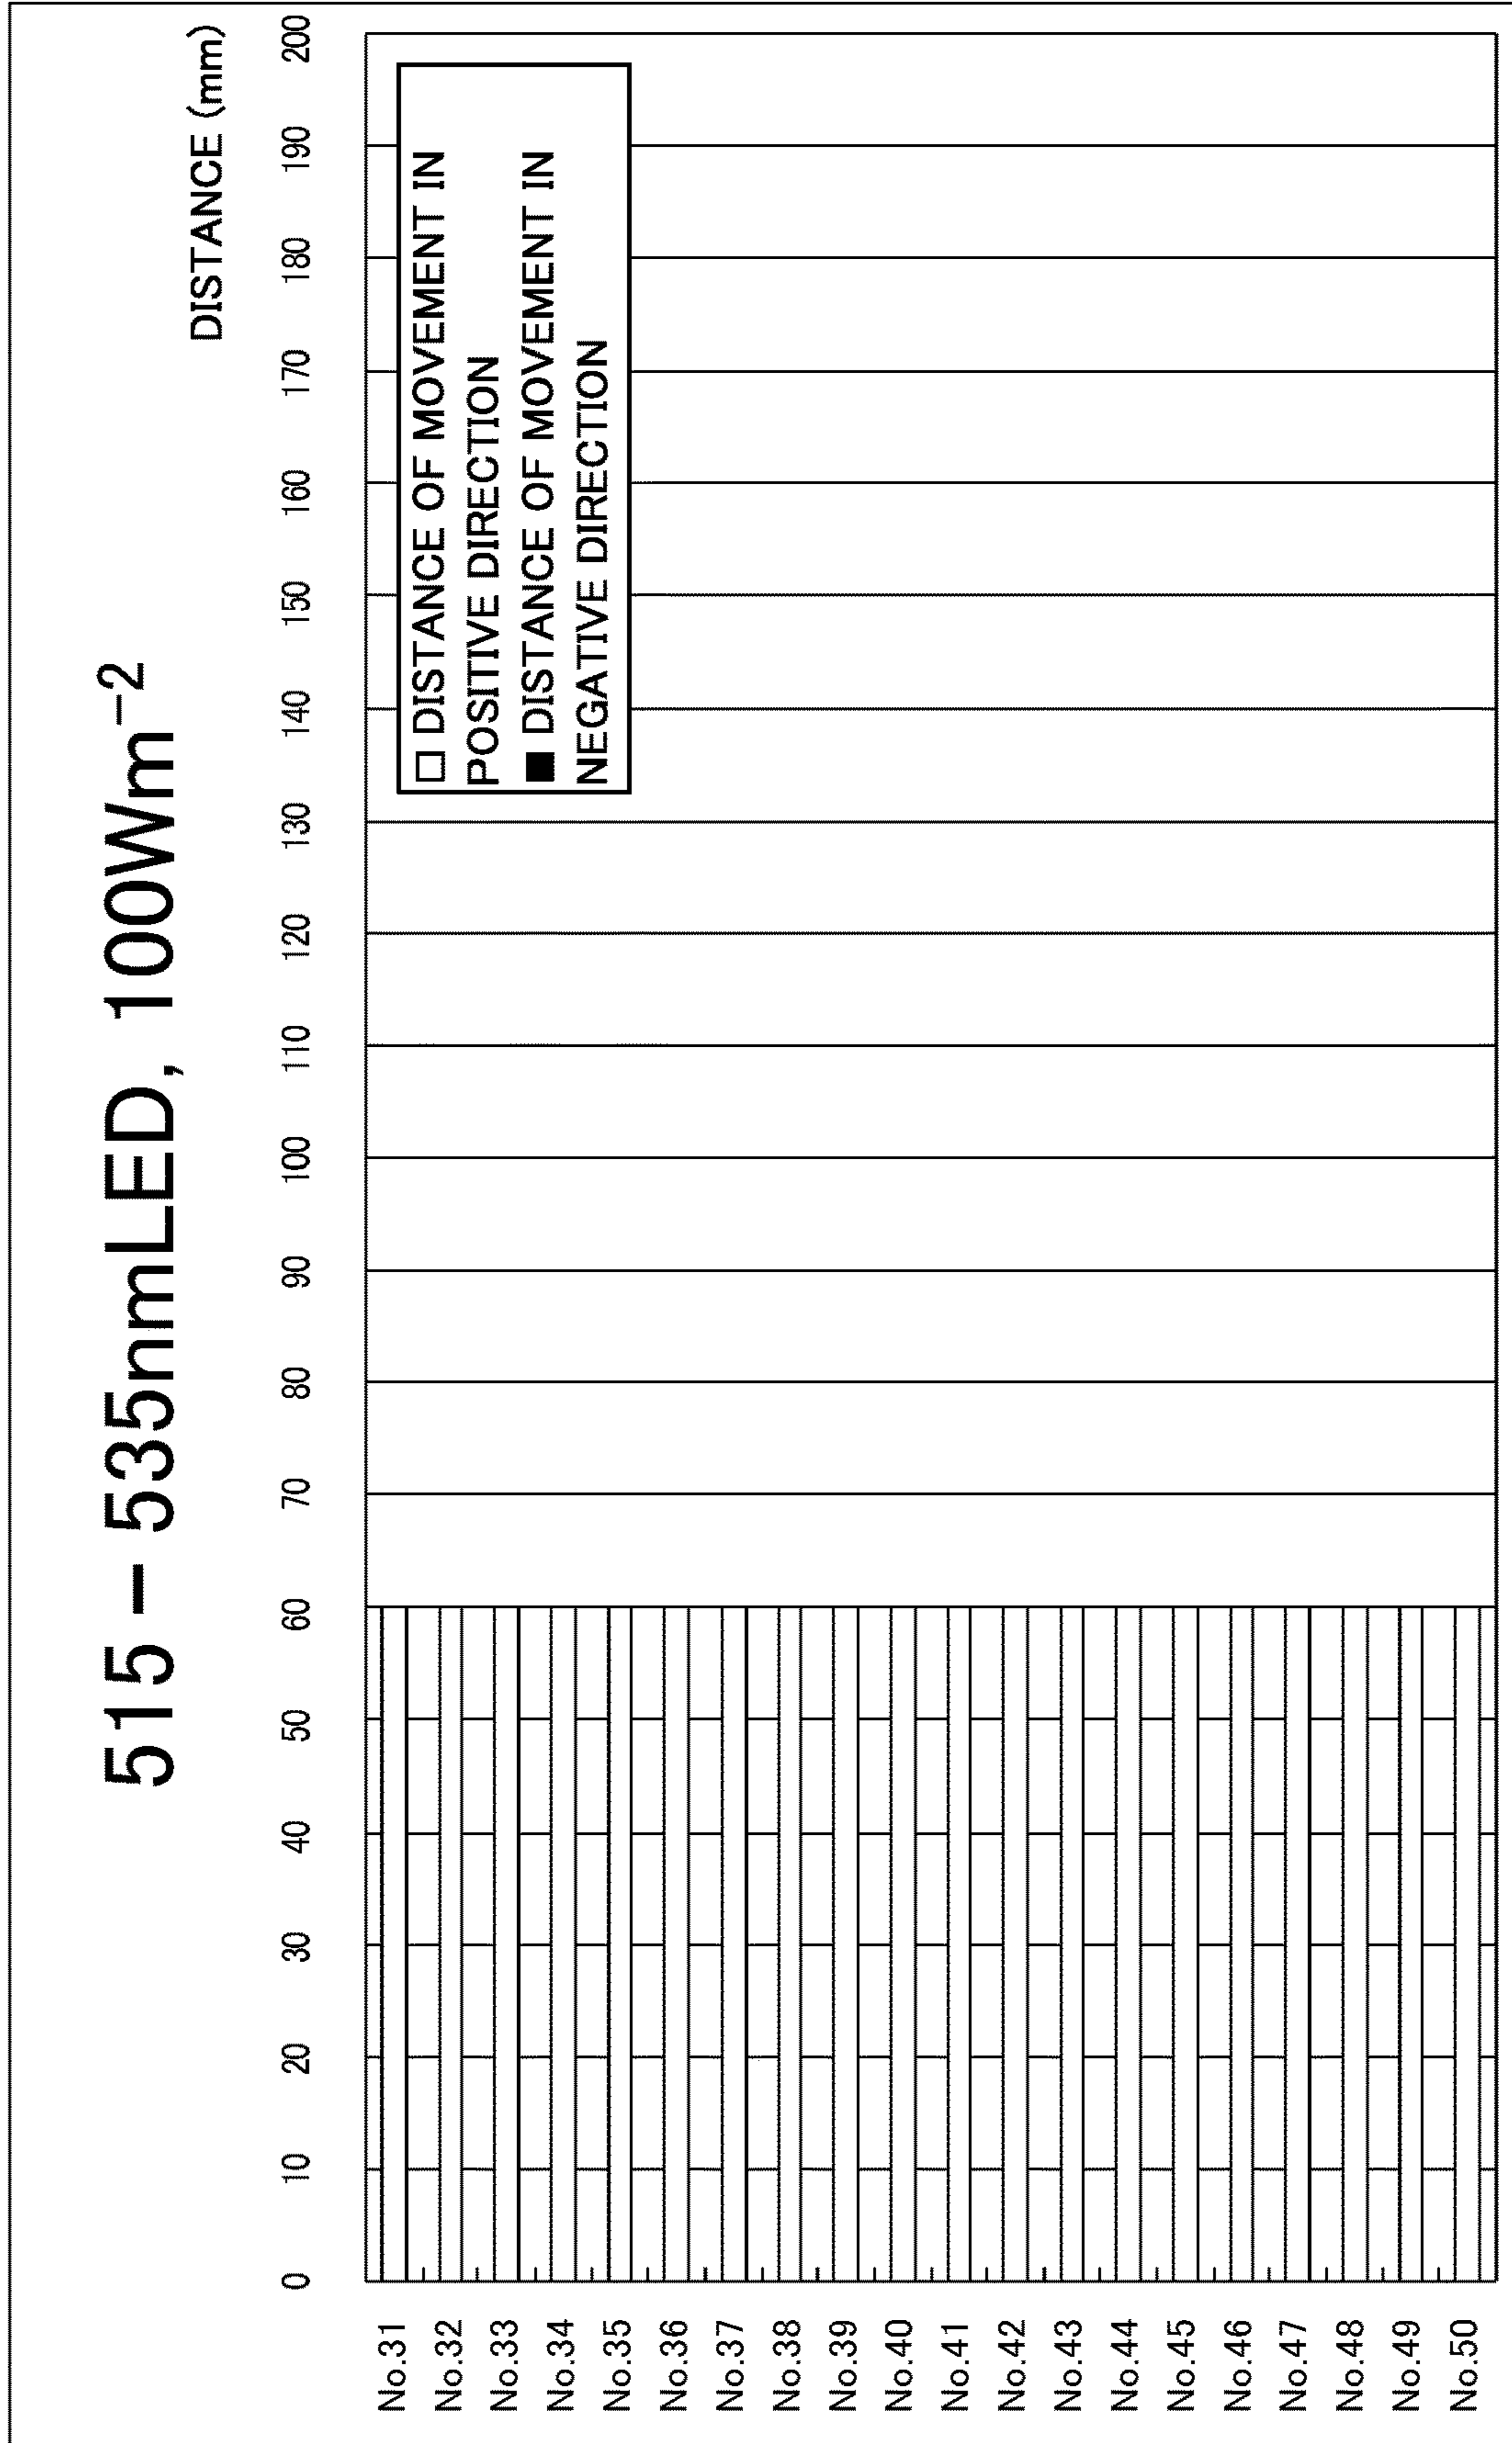 515－535nmLED, 100Wm⁻²
DISTANCE (mm)
0 10 20 30 40 50 60 70 80 90 100 110 120 130 140 150 160 170 180 190 200
□ DISTANCE OF MOVEMENT IN
POSITIVE DIRECTION
■ DISTANCE OF MOVEMENT IN
NEGATIVE DIRECTION
No.31
No.32
No.33
No.34
No.35
No.36
No.37
No.38
No.39
No.40
No.41
No.42
No.43
No.44
No.45
No.46
No.47
No.48
No.49
No.50